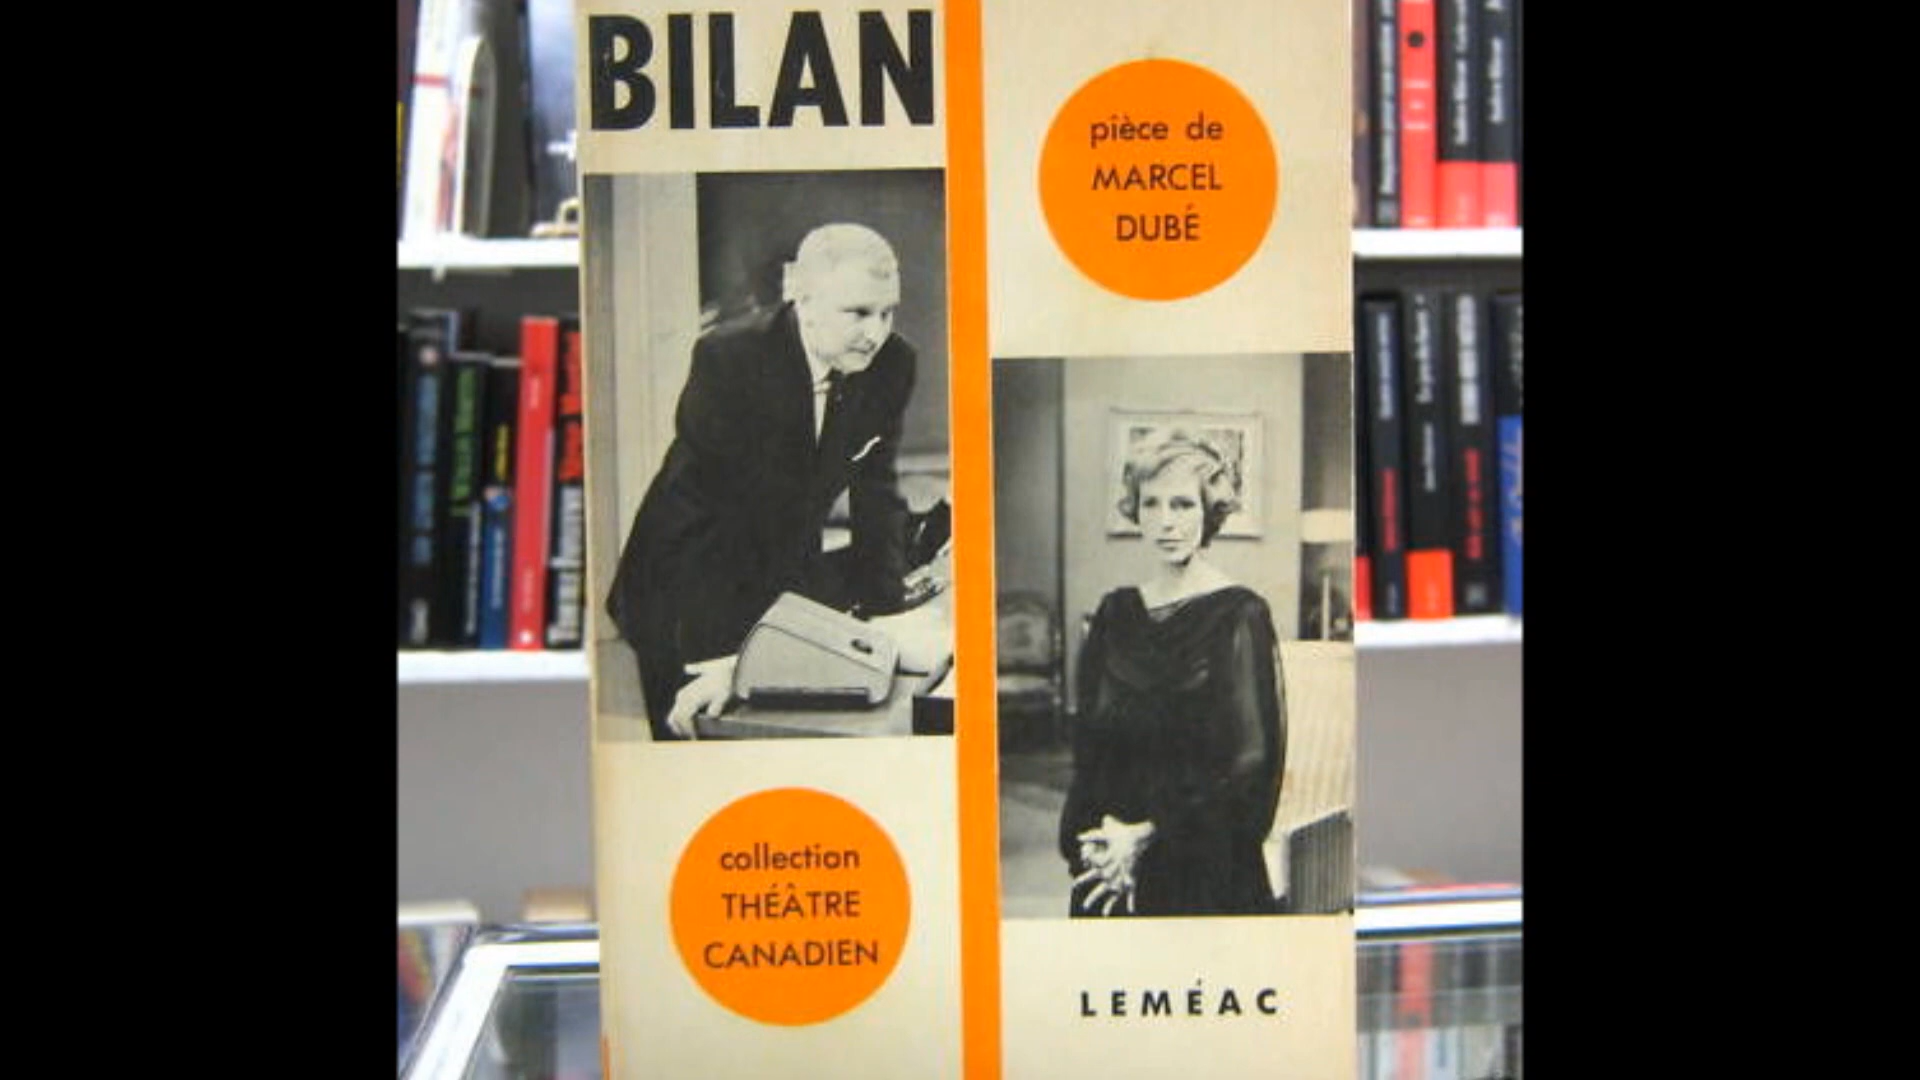 BILAN
pièce de
MARCEL
DUBÉ
collection
THÉÂTRE
CANADIEN
LEMÉAC